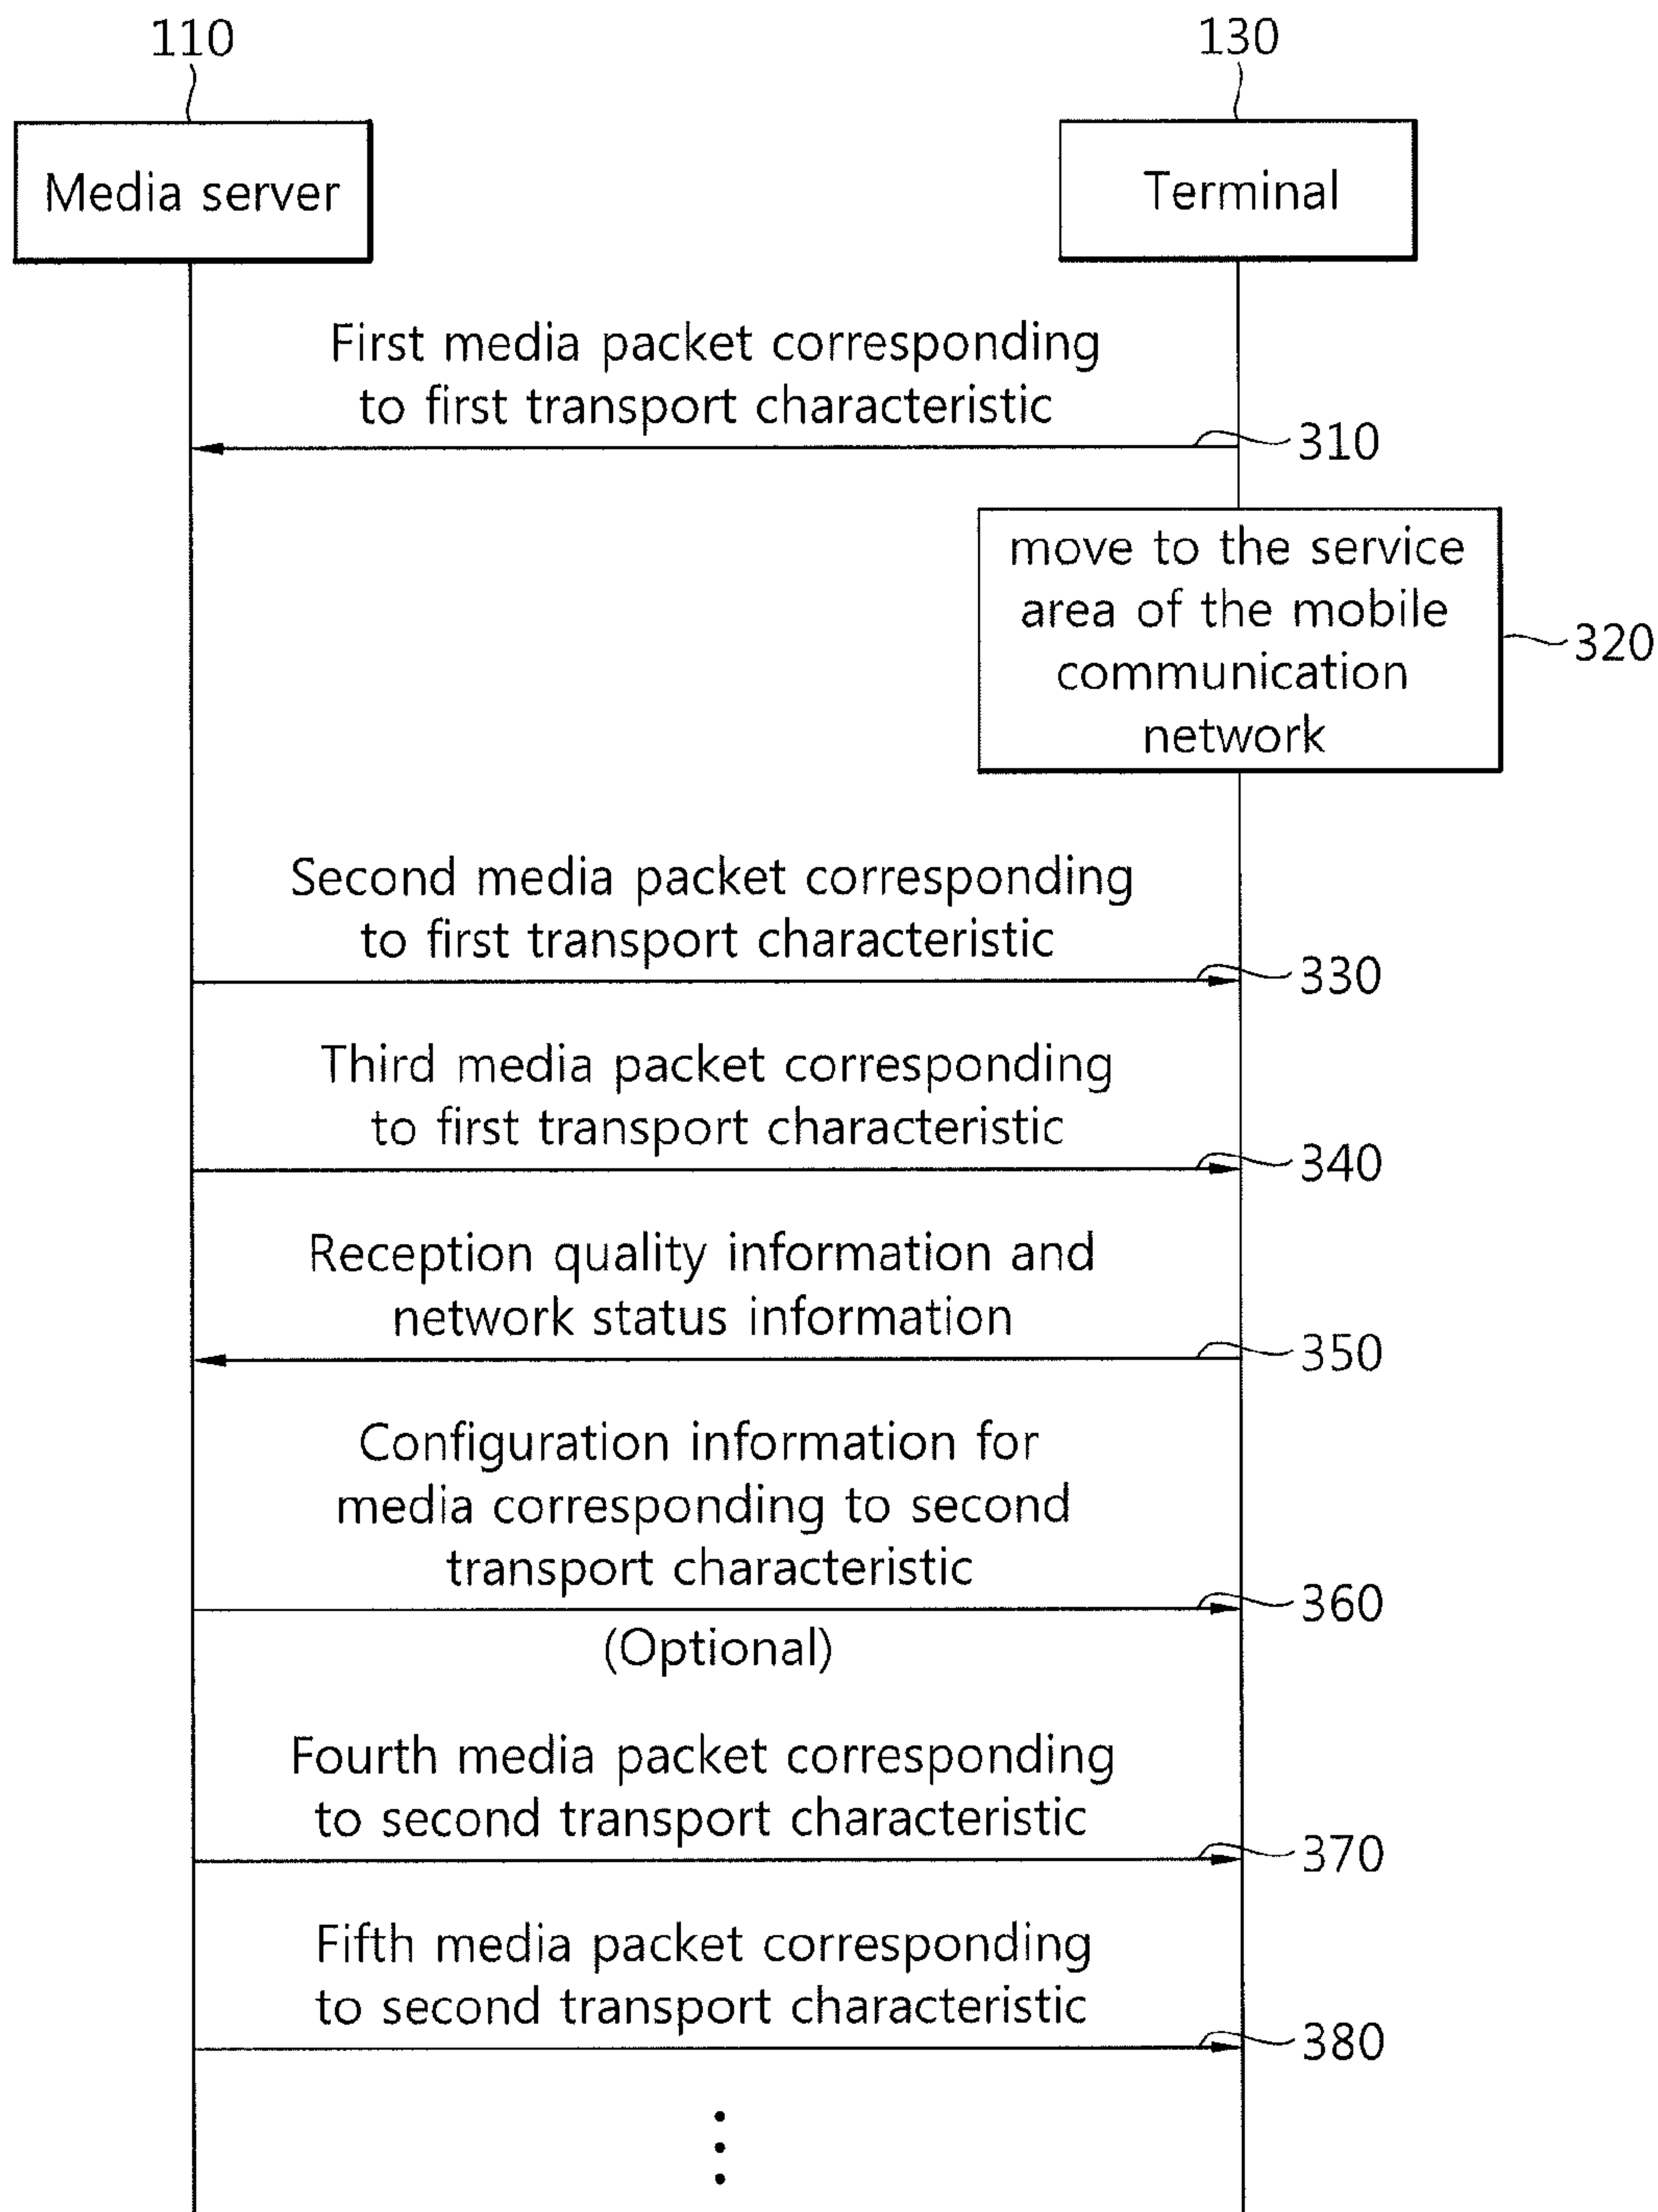 110
130
Media server
Terminal
First media packet corresponding
to first transport characteristic
310
move to the service
area of the mobile
communication
network
320
Second media packet corresponding
to first transport characteristic
330
Third media packet corresponding
to first transport characteristic
340
Reception quality information and
network status information
350
Configuration information for
media corresponding to second
transport characteristic
360
(Optional)
Fourth media packet corresponding
to second transport characteristic
370
Fifth media packet corresponding
to second transport characteristic
380